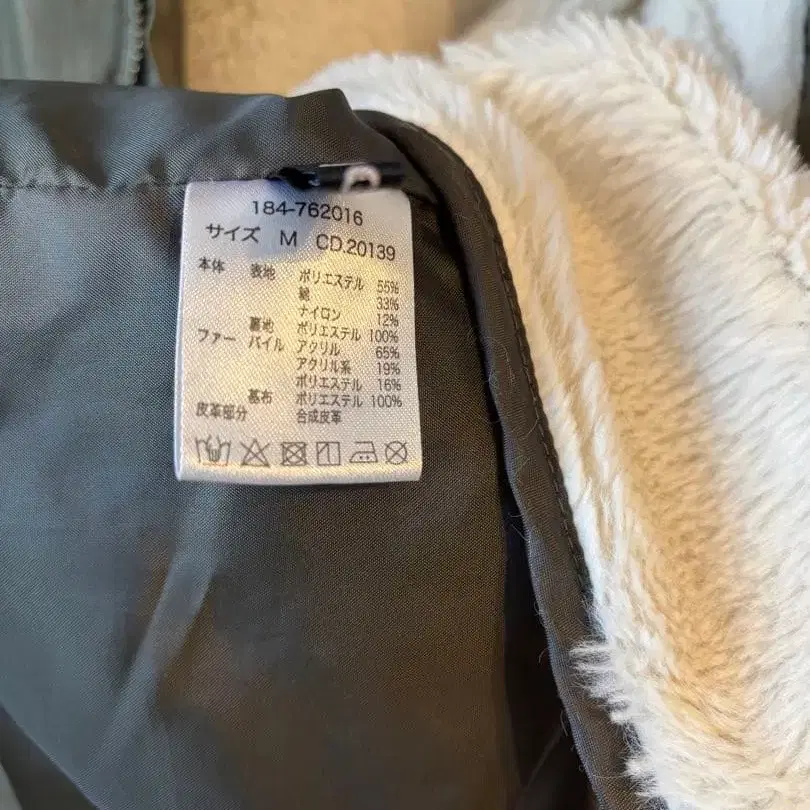 184-762016
サイズ M CD.20139
本体 表地 ポリエステル 55%
綿 33%
ナイロン 12%
裏地 ポリエステル 100%
ファー パイル アクリル 65%
アクリル系 19%
ポリエステル 16%
基布 ポリエステル 100%
皮革部分 合成皮革